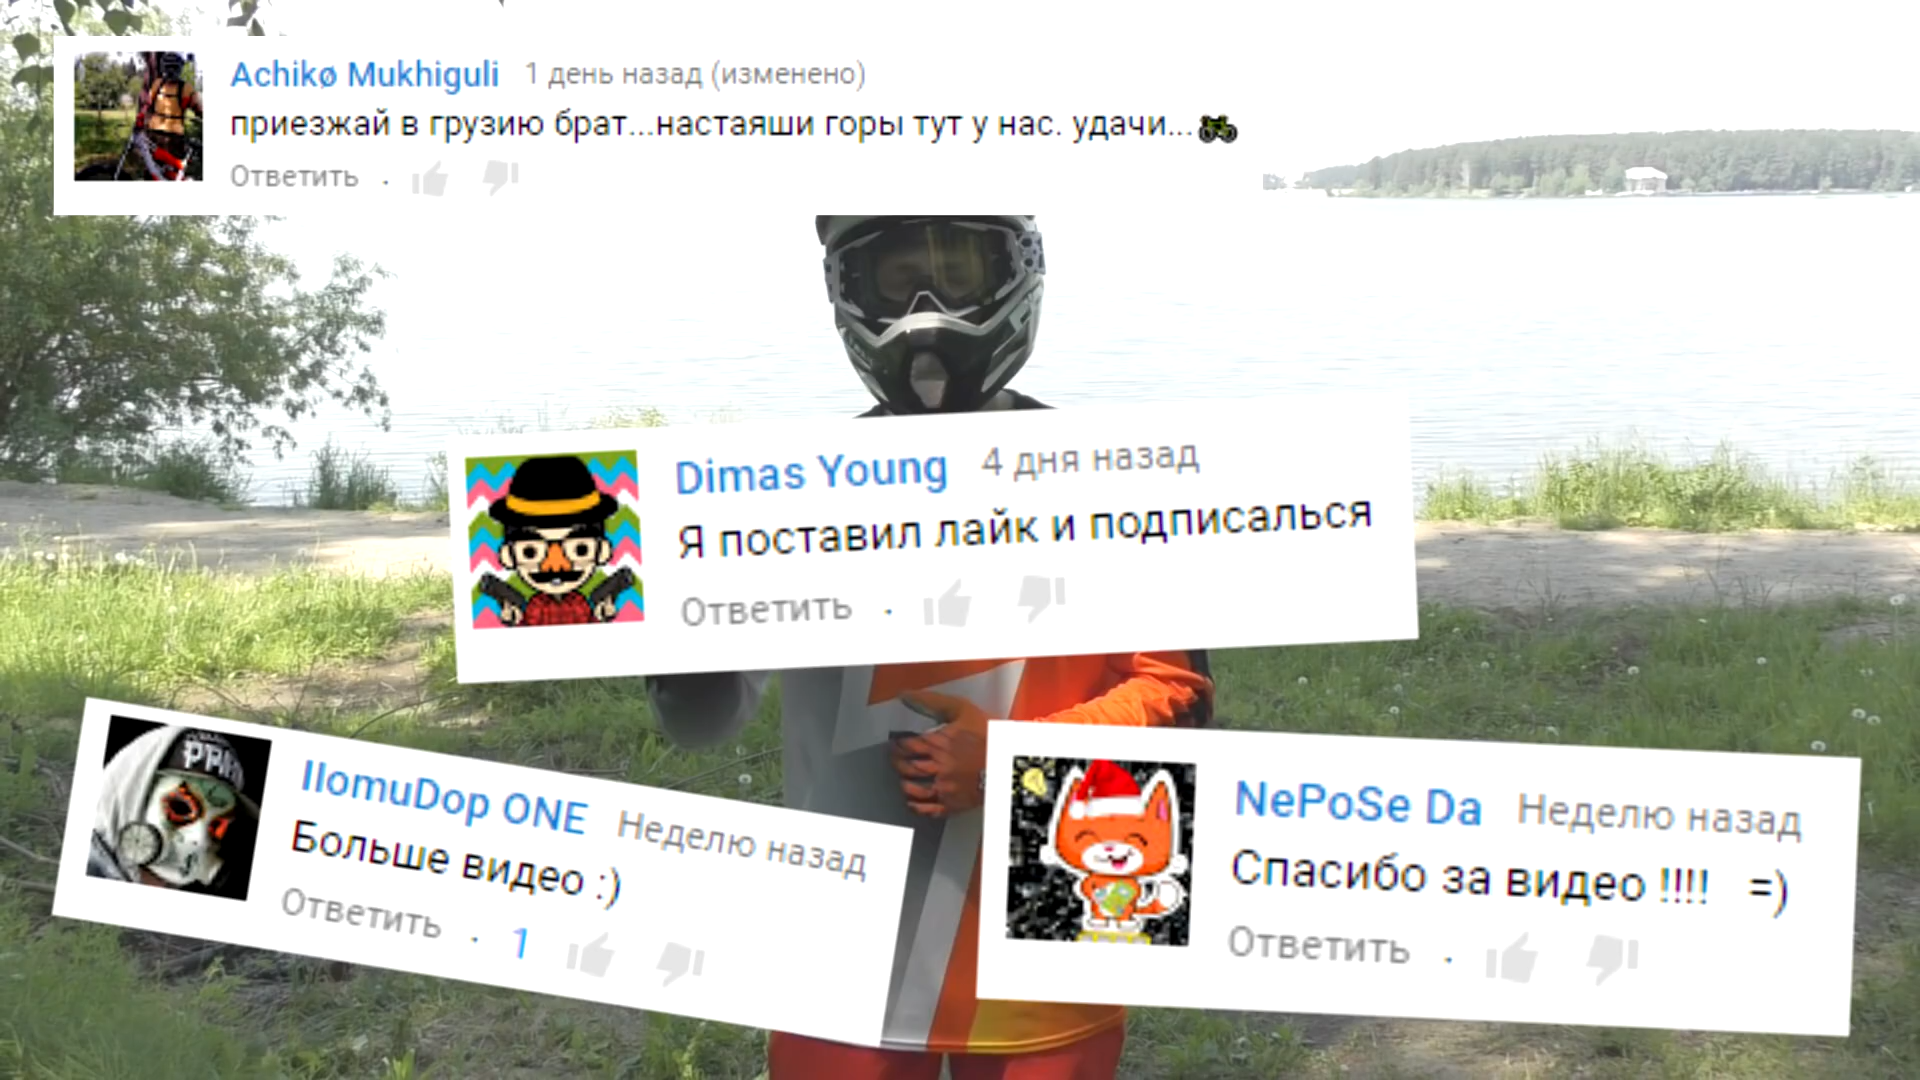 Achikø Mukhiguli 1 день назад (изменено)
приезжай в грузию брат...настаяши горы тут у нас. удачи...
Ответить
Dimas Young 4 дня назад
Я поставил лайк и подписалься
Ответить
IlomuDop ONE Неделю назад
Больше видео :)
Ответить · 1
NePoSe Da Неделю назад
Спасибо за видео !!!! =)
Ответить